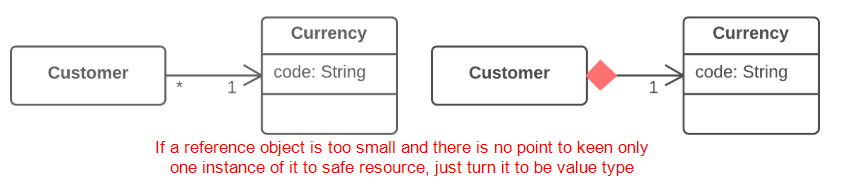 Customer
*
1
Currency
code: String
Customer
1
Currency
code: String
If a reference object is too small and there is no point to keen only
one instance of it to safe resource, just turn it to be value type